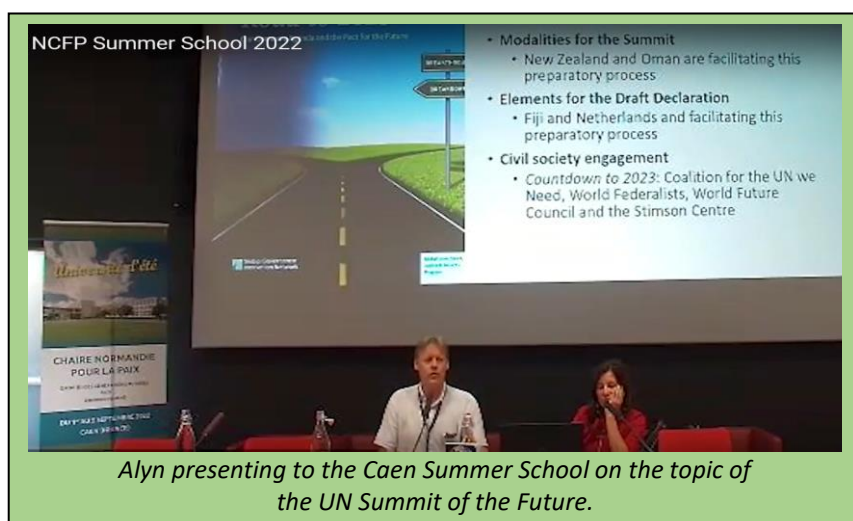 NCFP Summer School 2022
• Modalities for the Summit
• New Zealand and Oman are facilitating this
preparatory process
• Elements for the Draft Declaration
• Fiji and Netherlands and facilitating this
preparatory process
• Civil society engagement
• Countdown to 2023: Coalition for the UN we
Need, World Federalists, World Future
Council and the Stimson Centre
Université d'été
CHAIRE NORMANDIE
POUR LA PAIX
CAEN (FRANCE)
Alyn presenting to the Caen Summer School on the topic of
the UN Summit of the Future.